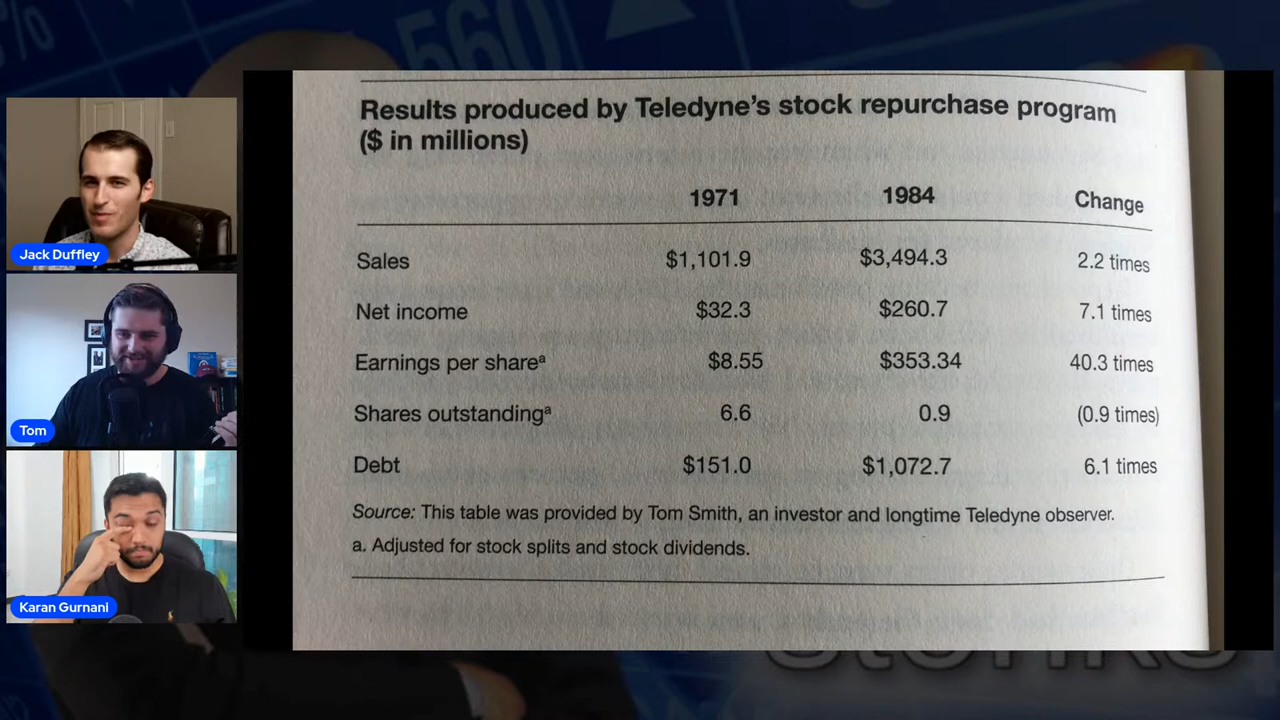 560
Results produced by Teledyne's stock repurchase program
($ in millions)
1971 1984 Change
Sales $1,101.9 $3,494.3 2.2 times
Net income $32.3 $260.7 7.1 times
Earnings per shareᵃ $8.55 $353.34 40.3 times
Shares outstandingᵃ 6.6 0.9 (0.9 times)
Debt $151.0 $1,072.7 6.1 times
Source: This table was provided by Tom Smith, an investor and longtime Teledyne observer.
a. Adjusted for stock splits and stock dividends.
Jack Duffley
Tom
Karan Gurnani